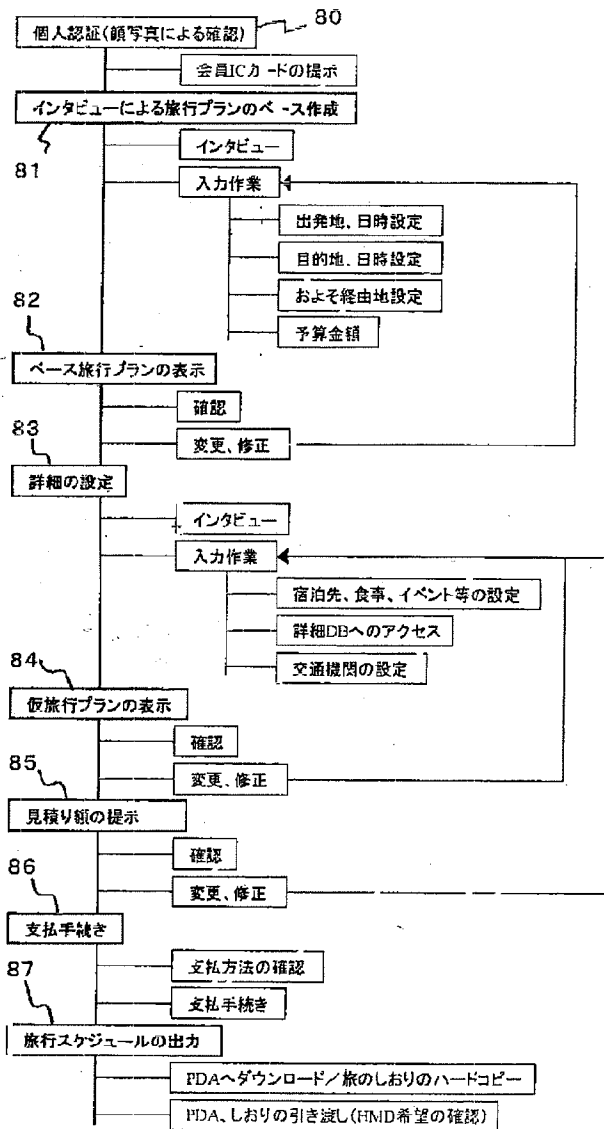 80
個人認証(顔写真による確認)
会員ICカードの提示
インタビューによる旅行プランのベース作成
81
インタビュー
入力作業
出発地、日時設定
目的地、日時設定
およそ経由地設定
予算金額
82
ベース旅行プランの表示
確認
変更、修正
83
詳細の設定
インタビュー
入力作業
宿泊先、食事、イベント等の設定
詳細DBへのアクセス
交通機関の設定
84
仮旅行プランの表示
確認
変更、修正
85
見積り額の提示
確認
変更、修正
86
支払手続き
支払方法の確認
支払手続き
87
旅行スケジュールの出力
PDAへダウンロード/旅のしおりのハードコピー
PDA、しおりの引き渡し(HMD希望の確認)